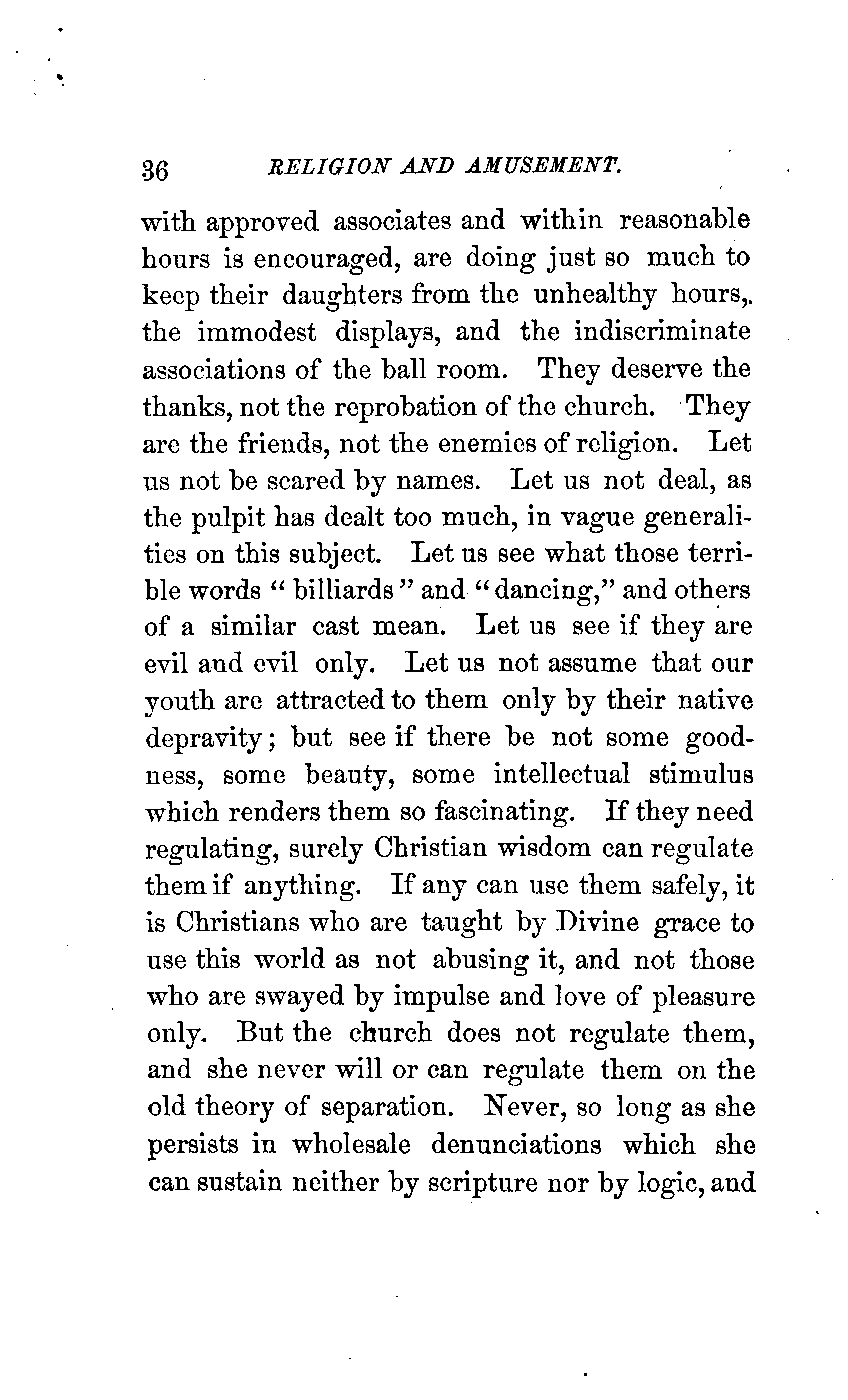 36 RELIGION AND AMUSEMENT.
with approved associates and within reasonable
hours is encouraged, are doing just so much to
keep their daughters from the unhealthy hours,.
the immodest displays, and the indiscriminate
associations of the ball room. They deserve the
thanks, not the reprobation of the church. They
are the friends, not the enemies of religion. Let
us not be scared by names. Let us not deal, as
the pulpit has dealt too much, in vague generali-
ties on this subject. Let us see what those terri-
ble words " billiards " and " dancing," and others
of a similar cast mean. Let us see if they are
evil and evil only. Let us not assume that our
youth are attracted to them only by their native
depravity; but see if there be not some good-
ness, some beauty, some intellectual stimulus
which renders them so fascinating. If they need
regulating, surely Christian wisdom can regulate
them if anything. If any can use them safely, it
is Christians who are taught by Divine grace to
use this world as not abusing it, and not those
who are swayed by impulse and love of pleasure
only. But the church does not regulate them,
and she never will or can regulate them on the
old theory of separation. Never, so long as she
persists in wholesale denunciations which she
can sustain neither by scripture nor by logic, and